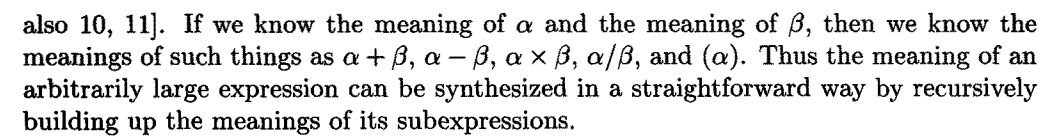 also 10, 11]. If we know the meaning of α and the meaning of β, then we know the
meanings of such things as α + β, α − β, α × β, α/β, and (α). Thus the meaning of an
arbitrarily large expression can be synthesized in a straightforward way by recursively
building up the meanings of its subexpressions.